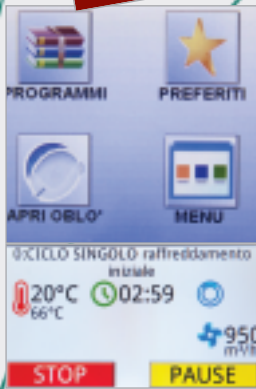 PROGRAMMI PREFERITI
APRI OBLO' MENU
0:CICLO SINGOLO raffreddamento
iniziale
20°C 02:59
66°C
950
m³/h
STOP PAUSE